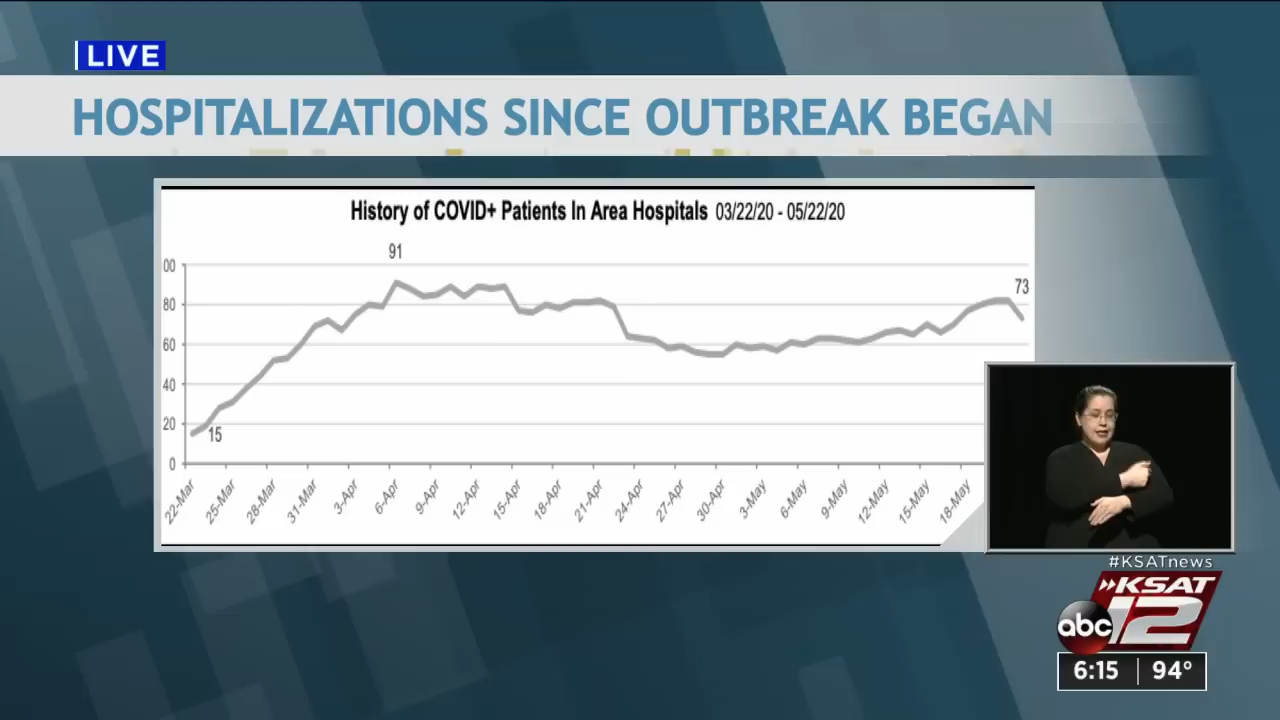 LIVE
HOSPITALIZATIONS SINCE OUTBREAK BEGAN
History of COVID+ Patients In Area Hospitals 03/22/20 - 05/22/20
91
73
15
00
80
60
40
20
0
22-Mar
25-Mar
28-Mar
31-Mar
3-Apr
6-Apr
9-Apr
12-Apr
15-Apr
18-Apr
21-Apr
24-Apr
27-Apr
30-Apr
3-May
6-May
9-May
12-May
15-May
18-May
#KSATnews
KSAT
abc 12
6:15 94°